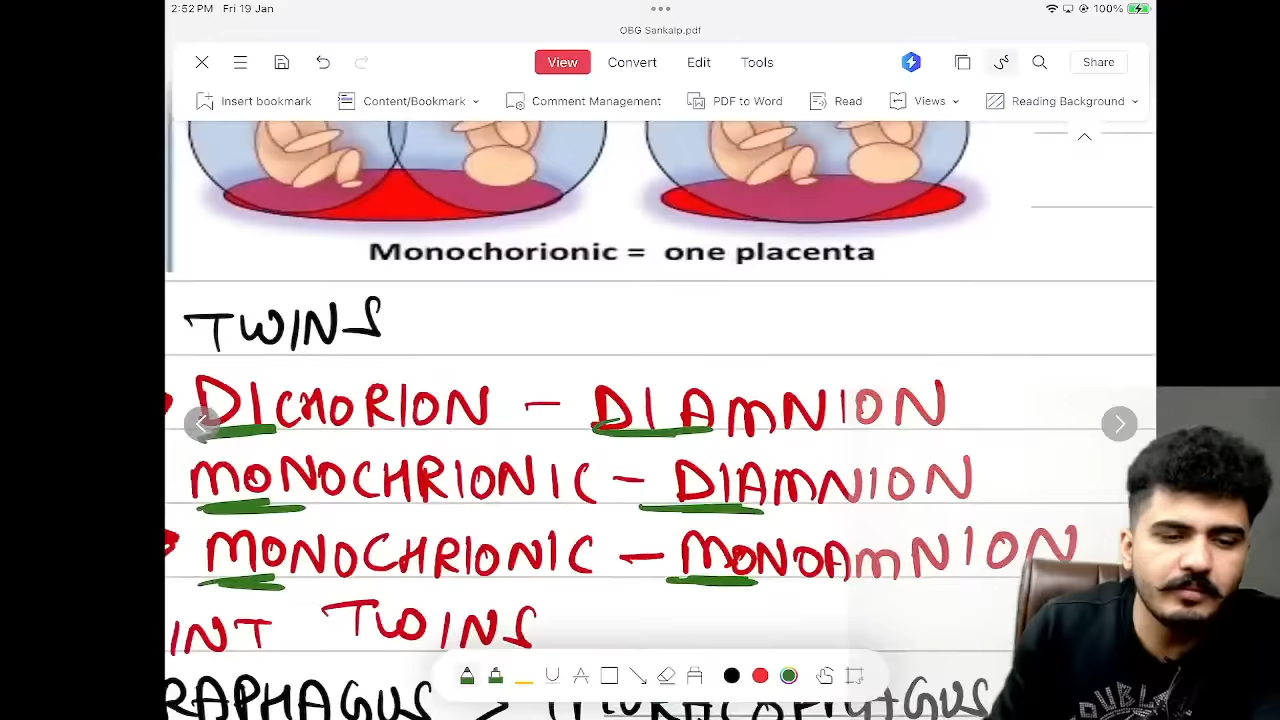 2:52 PM Fri 19 Jan
100%
OBG Sankalp.pdf
View Convert Edit Tools
Share
Insert bookmark Content/Bookmark Comment Management PDF to Word Read Views Reading Background
Monochorionic = one placenta
TWINS
DICHORION - DIAMNION
MONOCHRIONIC - DIAMNION
MONOCHRIONIC - MONOAMNION
INT TWINS
RAPHAGUS >
DUBL